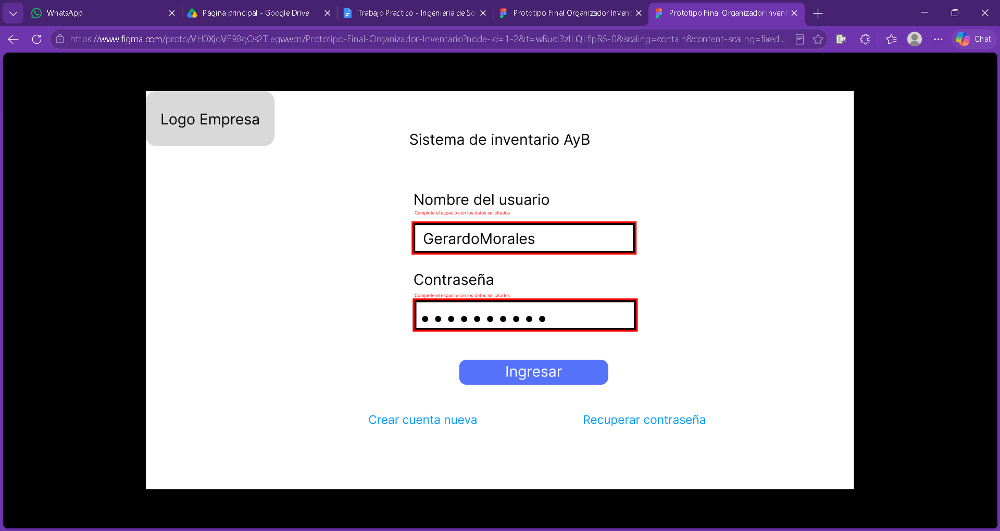 WhatsApp
Página principal - Google Drive
Trabajo Practico - Ingenieria de So
Prototipo Final Organizador Invent
Prototipo Final Organizador Invent
https://www.figma.com/proto/VH0XjqVF9BgOs2TIegwwcn/Prototipo-Final-Organizador-Inventario?node-id=1-2&t=wRucI3zILQLfipR6-0&scaling=contain&content-scaling=fixed...
Chat
Logo Empresa
Sistema de inventario AyB
Nombre del usuario
Complete el espacio con los datos solicitados
GerardoMorales
Contraseña
Complete el espacio con los datos solicitados
Ingresar
Crear cuenta nueva
Recuperar contraseña